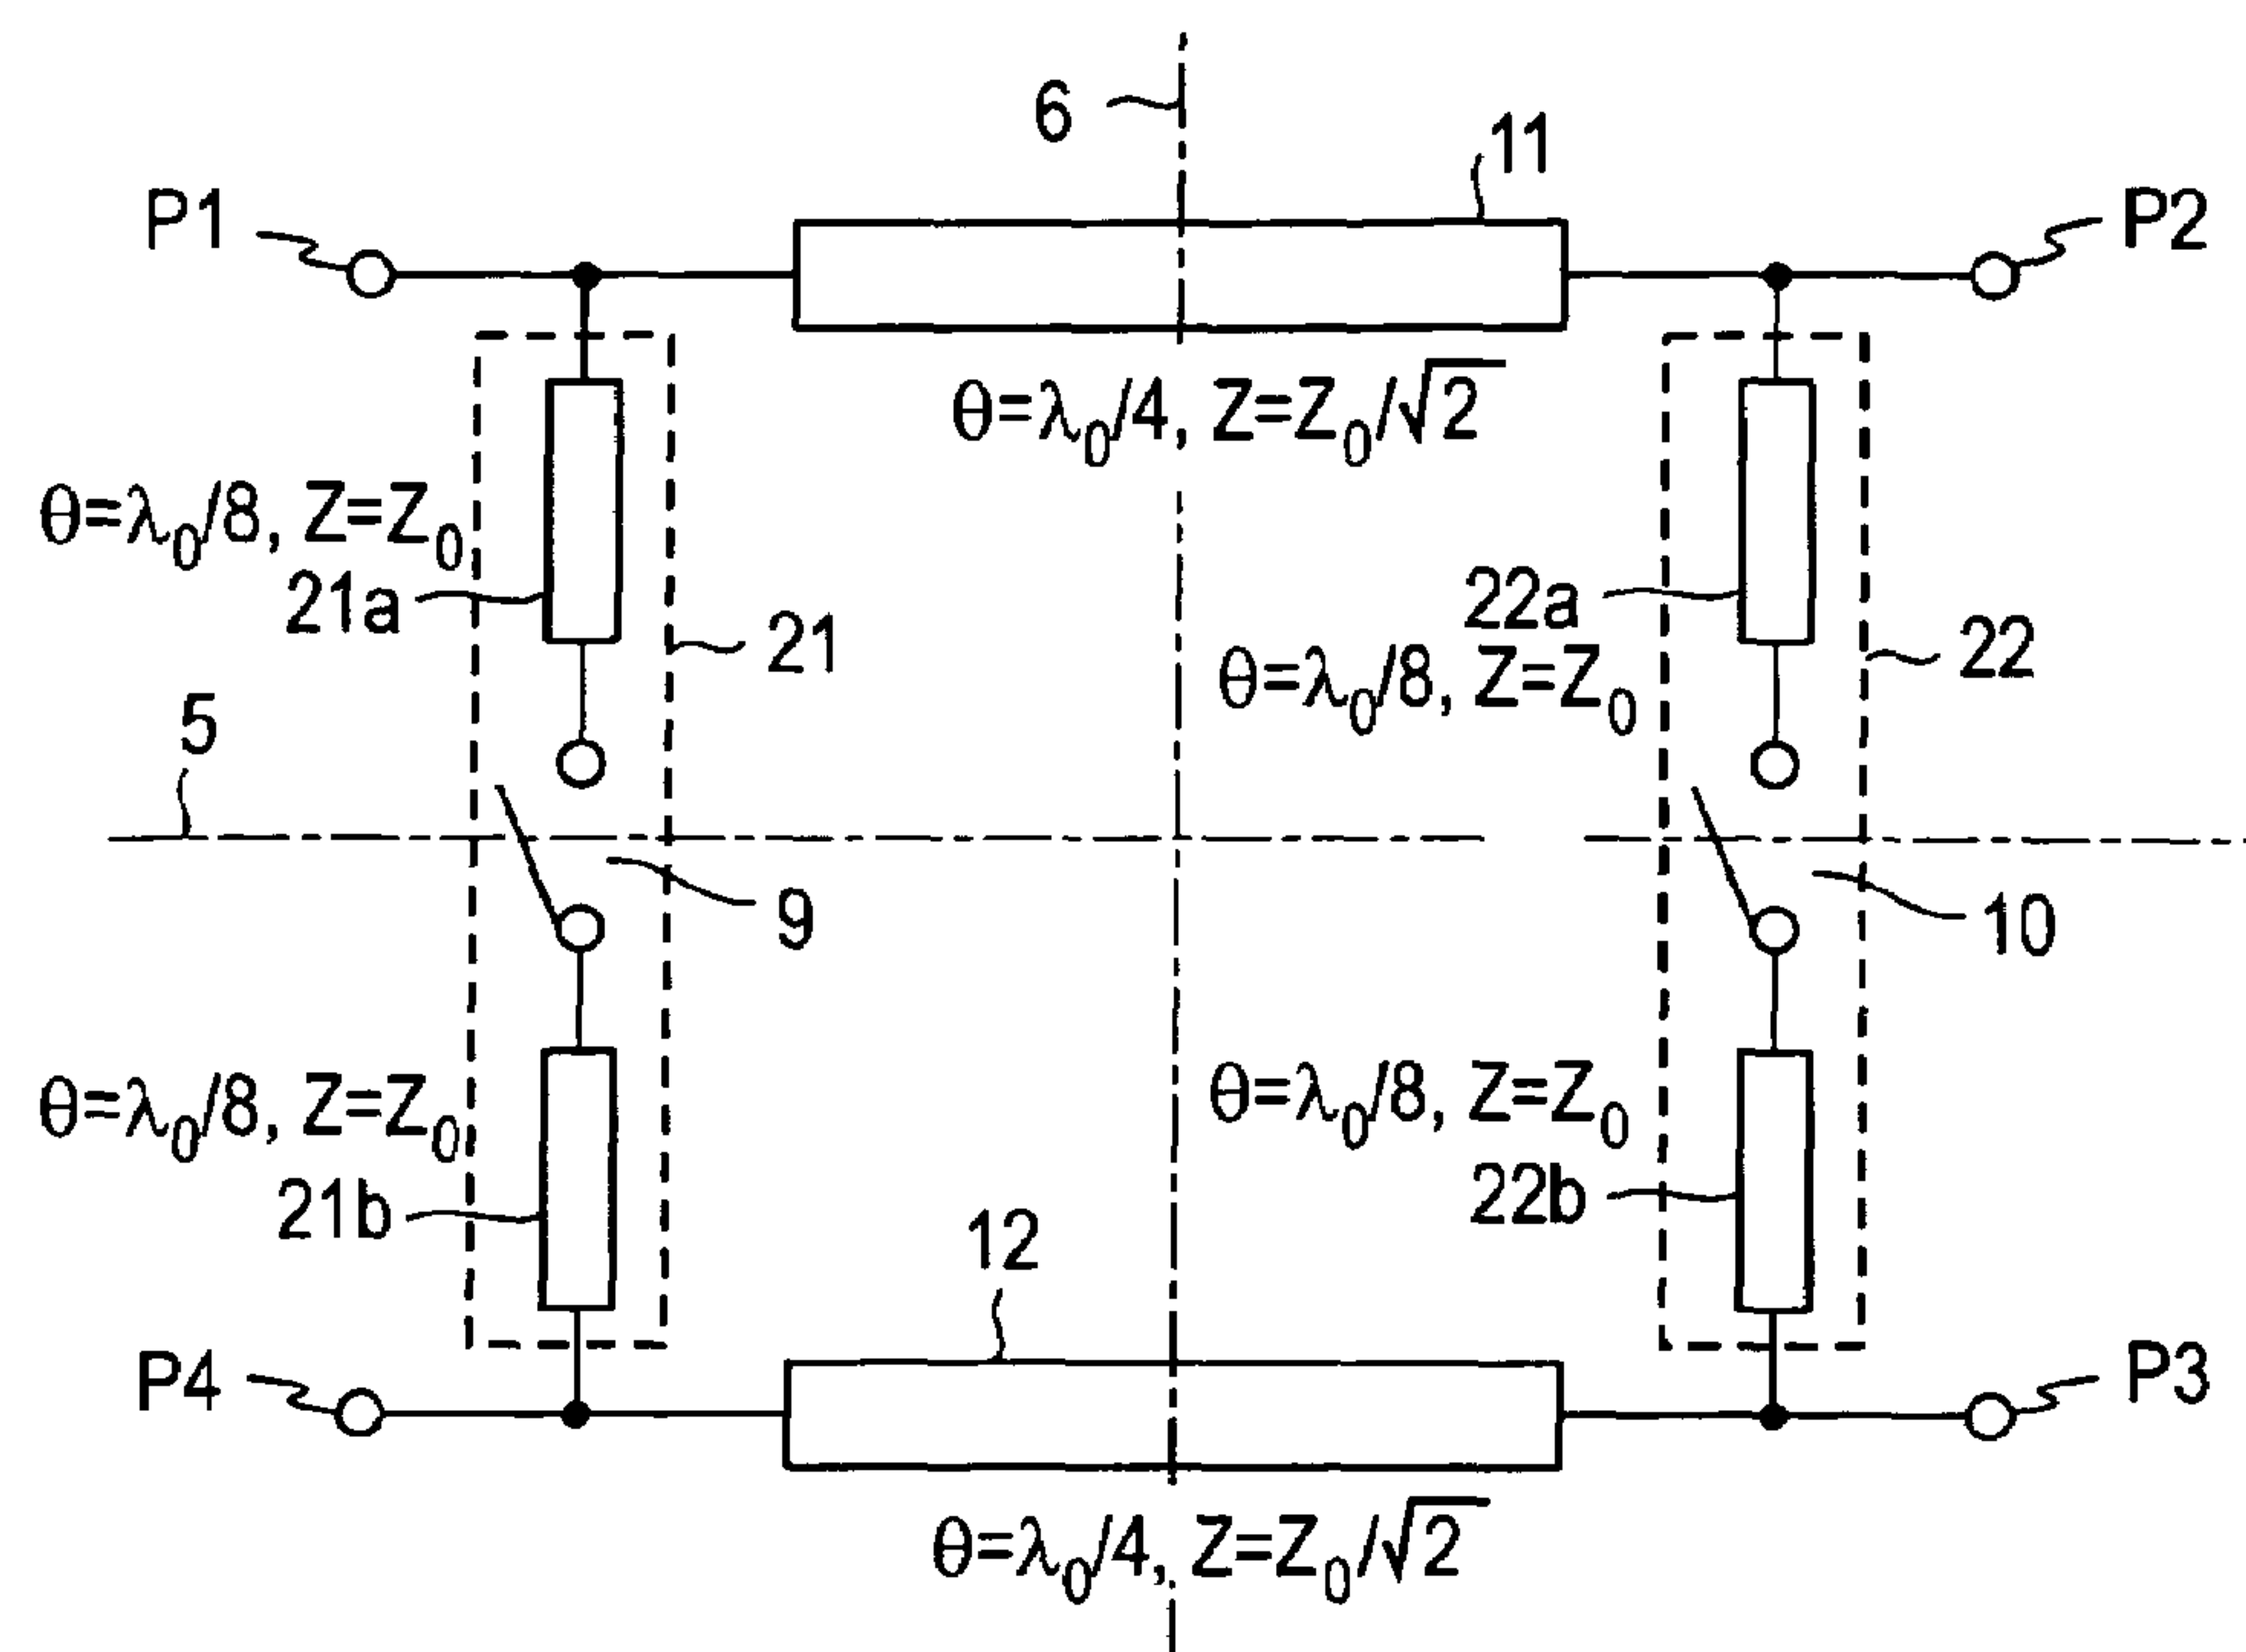 6
11
P1
P2
θ=λ₀/4, Z=Z₀/√2
θ=λ₀/8, Z=Z₀
21a
21
22a
θ=λ₀/8, Z=Z₀
22
5
9
10
θ=λ₀/8, Z=Z₀
21b
θ=λ₀/8, Z=Z₀
22b
12
P4
P3
θ=λ₀/4, Z=Z₀/√2